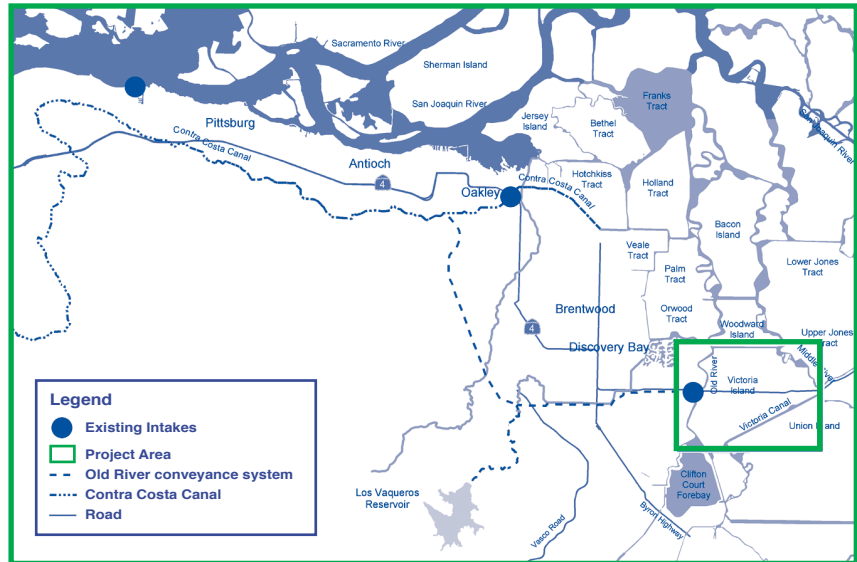 Sacramento River
Sherman Island
San Joaquin River
Franks
Tract
San Joaquin River
Pittsburg
Contra Costa Canal
Jersey
Island
Bethel
Tract
Antioch
4
Oakley
Contra Costa Canal
Hotchkiss
Tract
Holland
Tract
Bacon
Island
Veale
Tract
Palm
Tract
Lower Jones
Tract
Brentwood
Orwood
Tract
4
Discovery Bay
Woodward
Island
Upper Jones
Tract
Middle River
Old River
Victoria
Island
Victoria Canal
Union Island
Clifton
Court
Forebay
Byron Highway
Vasco Road
Los Vaqueros
Reservoir
Legend
Existing Intakes
Project Area
Old River conveyance system
Contra Costa Canal
Road